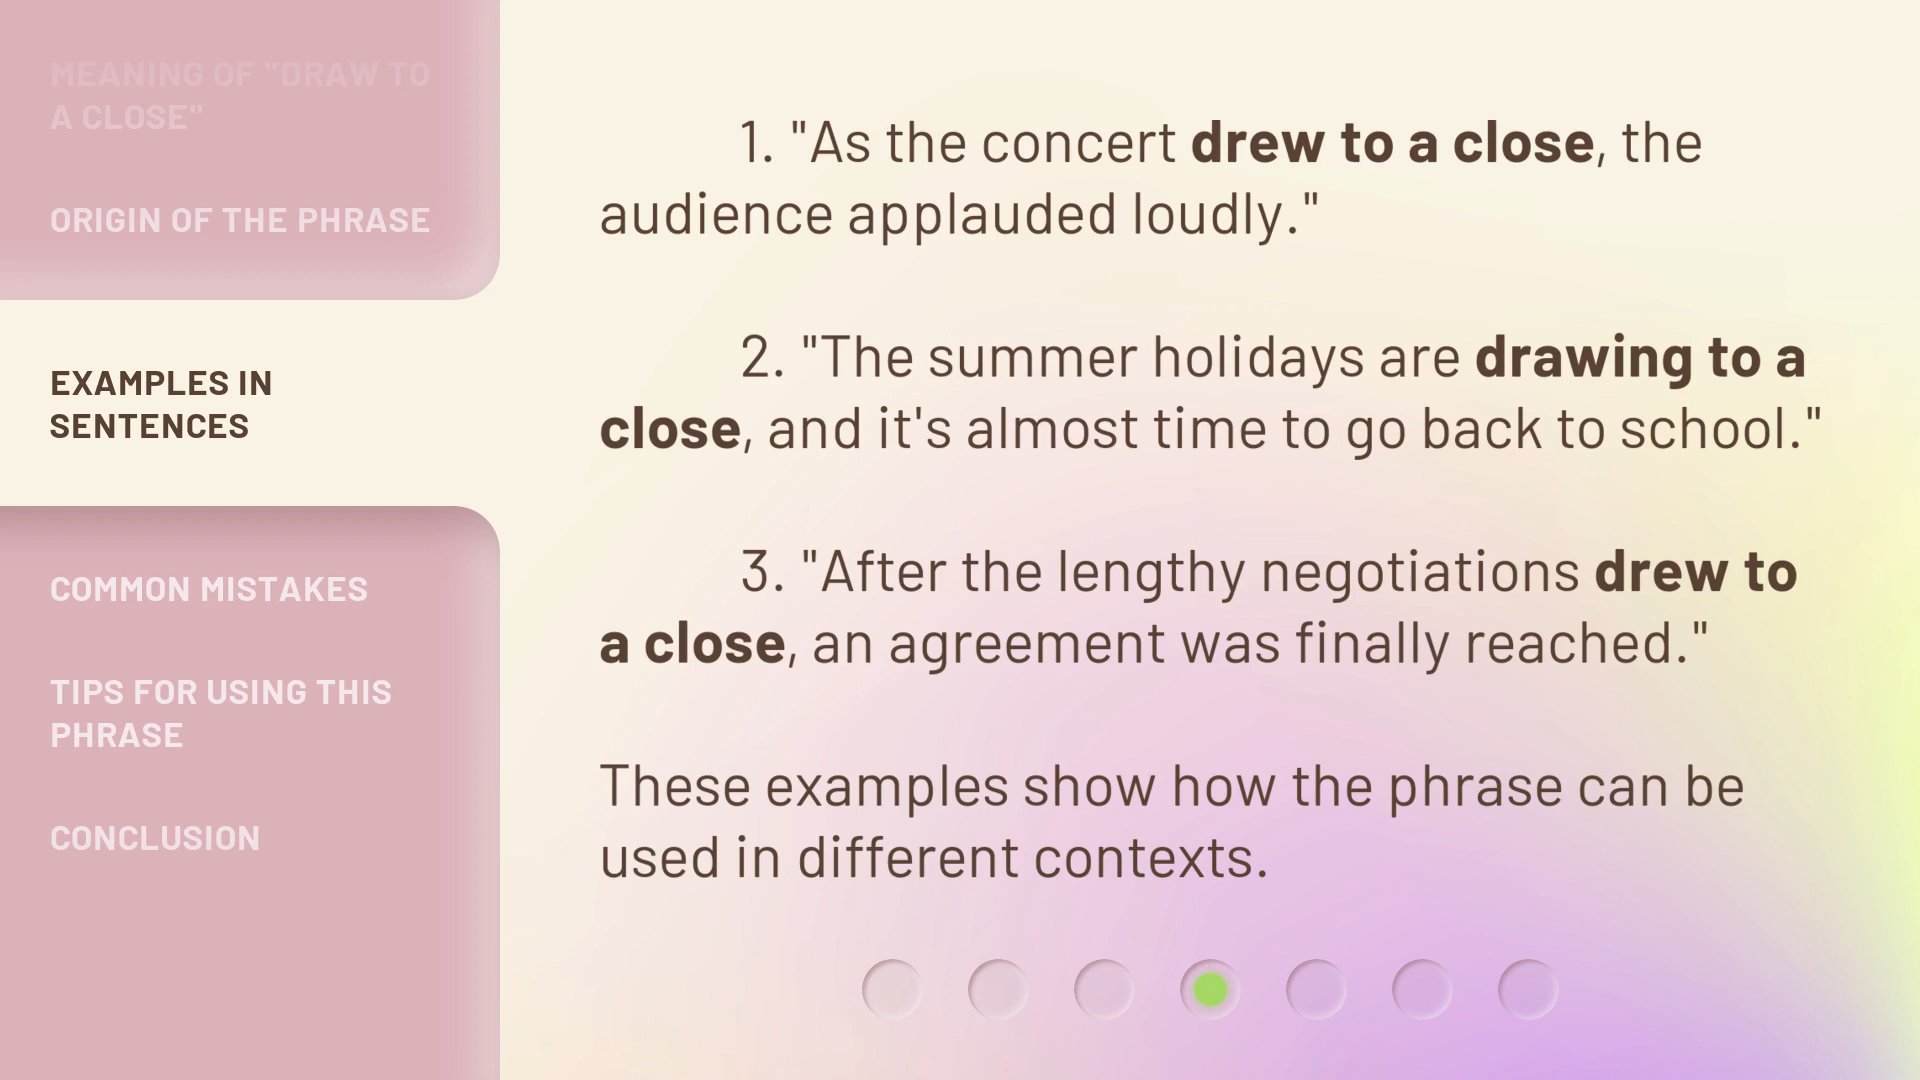 MEANING OF "DRAW TO
A CLOSE"
ORIGIN OF THE PHRASE
EXAMPLES IN
SENTENCES
COMMON MISTAKES
TIPS FOR USING THIS
PHRASE
CONCLUSION
1. "As the concert drew to a close, the
audience applauded loudly."
2. "The summer holidays are drawing to a
close, and it's almost time to go back to school."
3. "After the lengthy negotiations drew to
a close, an agreement was finally reached."
These examples show how the phrase can be
used in different contexts.